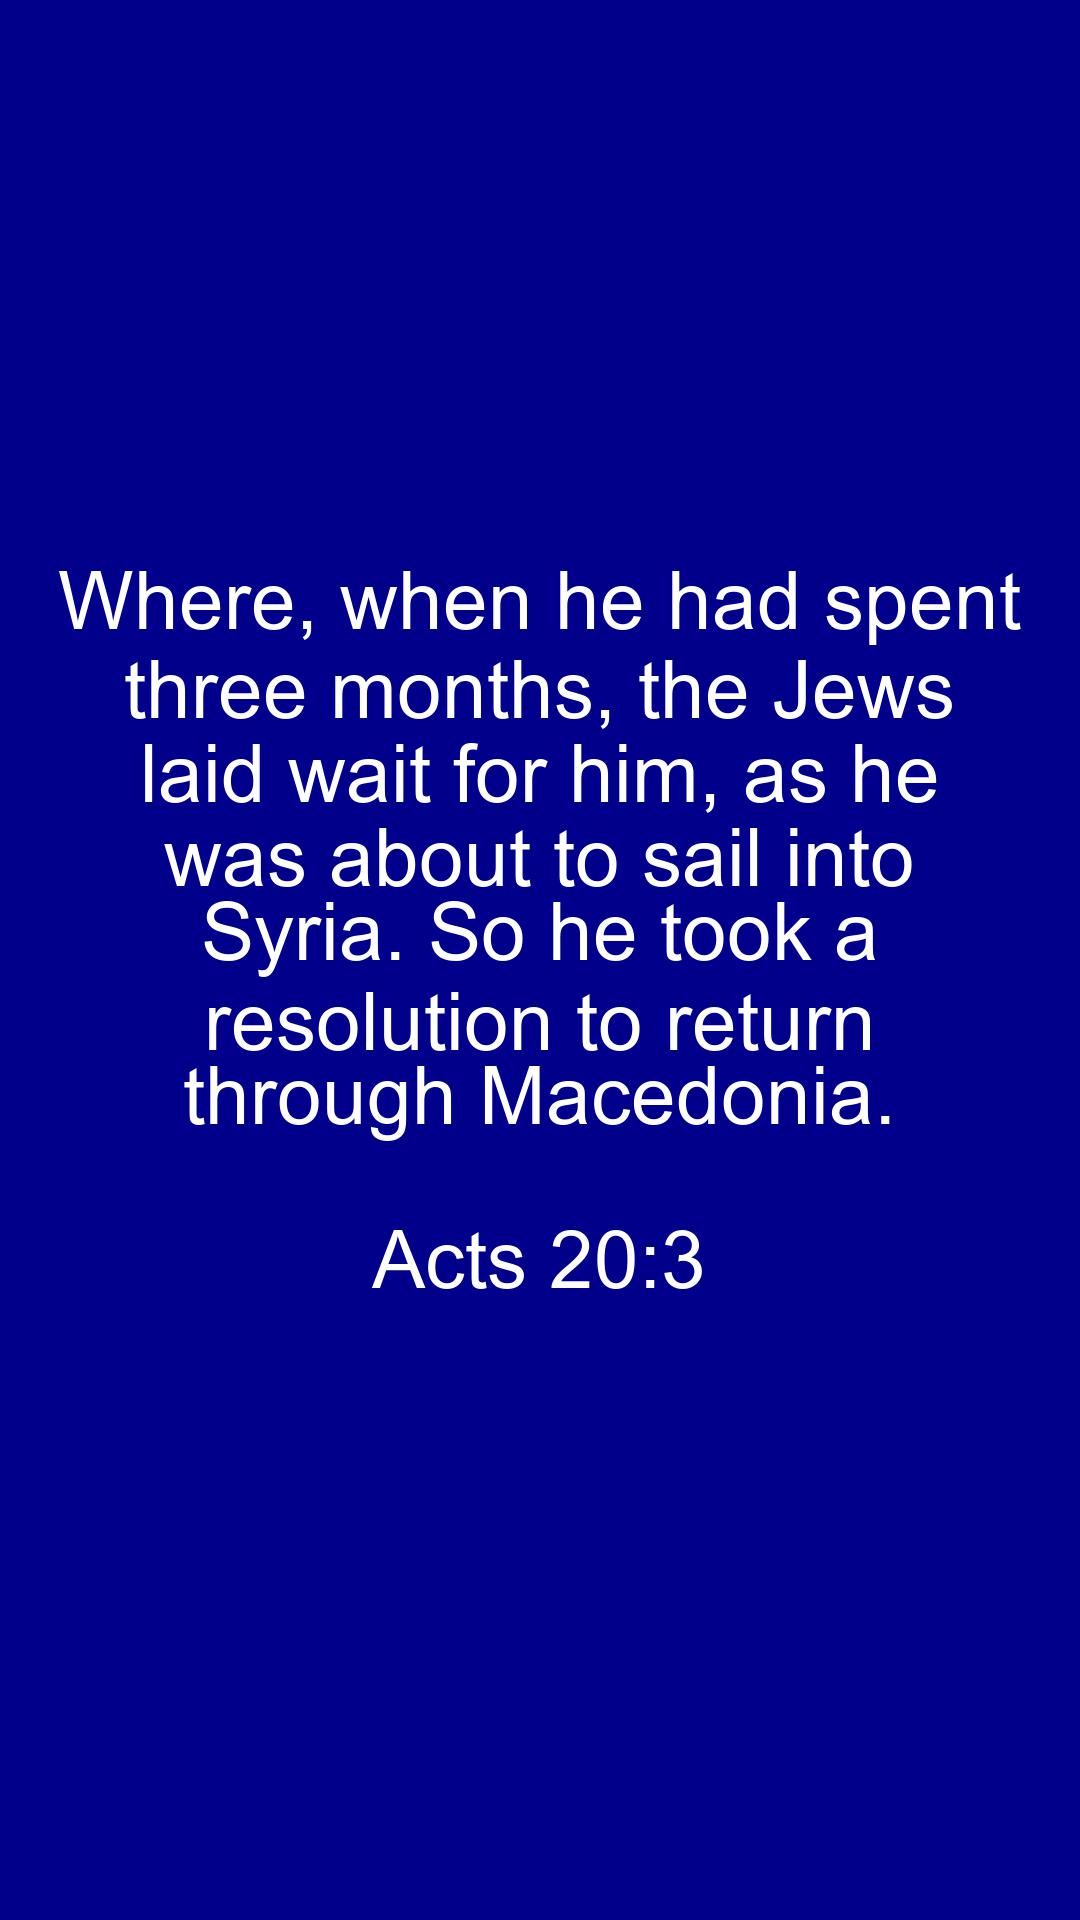 Where, when he had spent
three months, the Jews
laid wait for him, as he
was about to sail into
Syria. So he took a
resolution to return
through Macedonia.
Acts 20:3